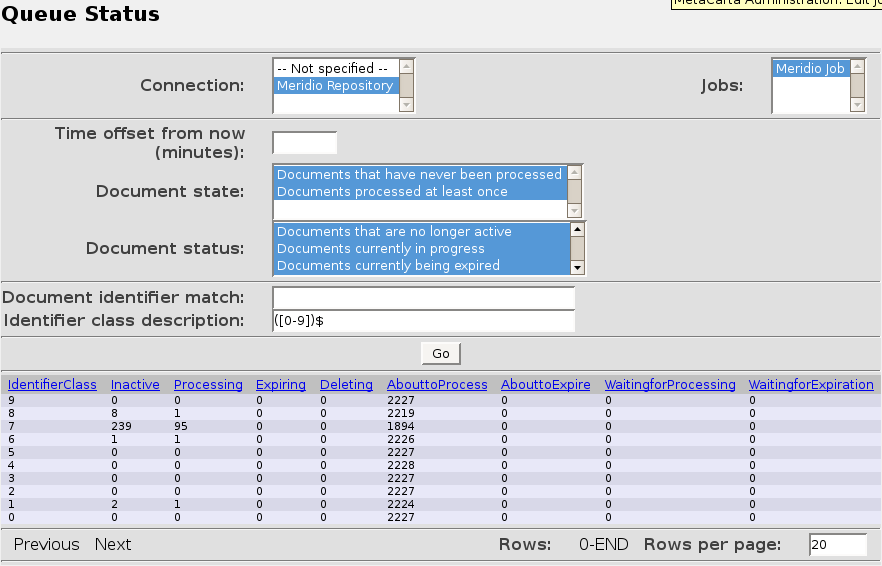 MetaCarta Administration: Edit jo
Queue Status
Connection: -- Not specified -- Jobs: Meridio Job
Meridio Repository
Time offset from now
(minutes):
Document state: Documents that have never been processed
Documents processed at least once
Document status: Documents that are no longer active
Documents currently in progress
Documents currently being expired
Document identifier match:
Identifier class description: ([0-9])$
Go
IdentifierClass Inactive Processing Expiring Deleting AbouttoProcess AbouttoExpire WaitingforProcessing WaitingforExpiration
9 0 0 0 0 2227 0 0 0
8 8 1 0 0 2219 0 0 0
7 239 95 0 0 1894 0 0 0
6 1 1 0 0 2226 0 0 0
5 0 0 0 0 2227 0 0 0
4 0 0 0 0 2228 0 0 0
3 0 0 0 0 2227 0 0 0
2 0 0 0 0 2227 0 0 0
1 2 1 0 0 2224 0 0 0
0 0 0 0 0 2227 0 0 0
Previous Next Rows: 0-END Rows per page: 20